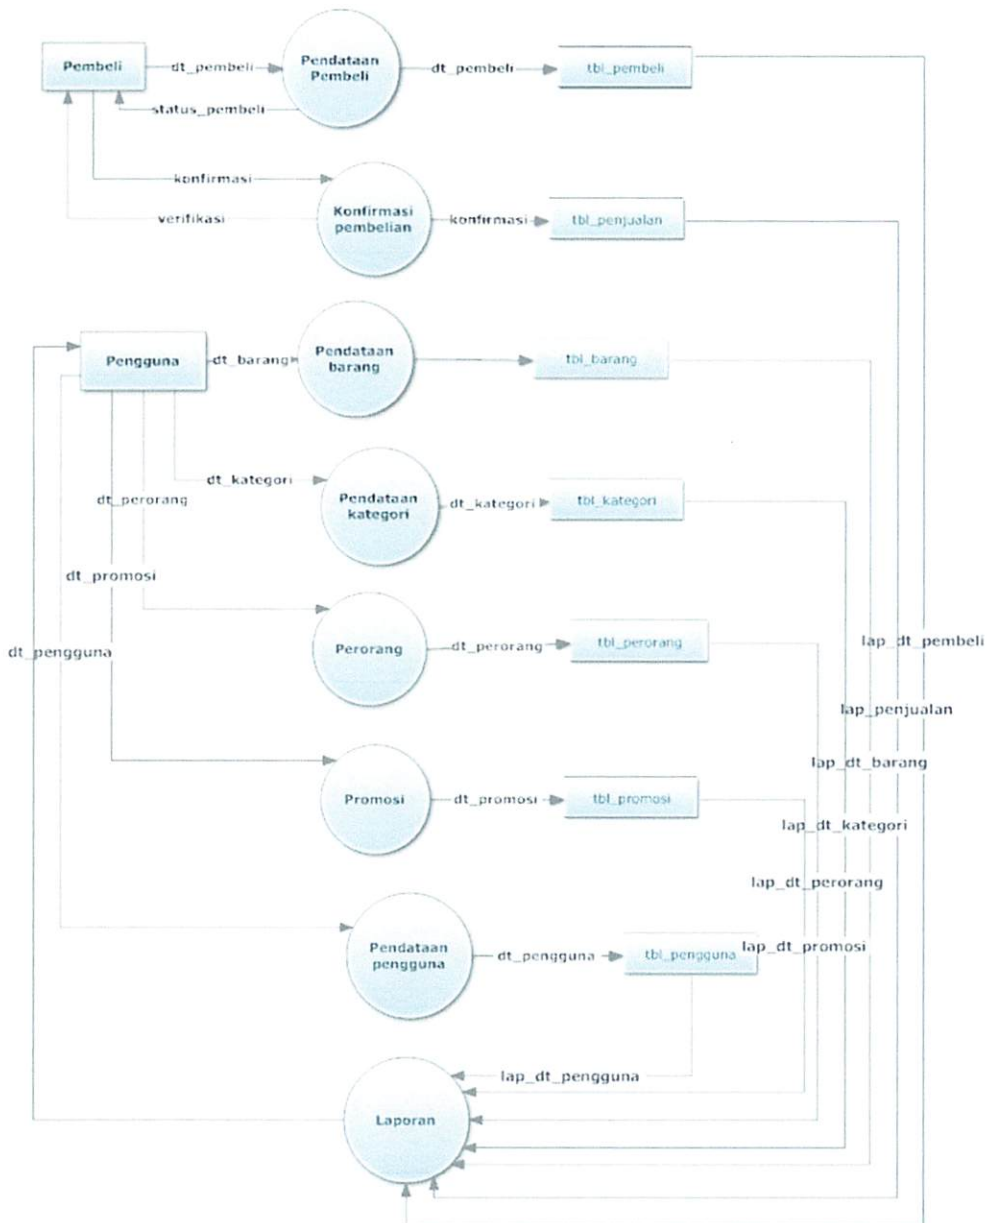 Pembeli
dt_pembeli
Pendataan
Pembeli
dt_pembeli
tbl_pembeli
status_pembeli
konfirmasi
verifikasi
Konfirmasi
pembelian
konfirmasi
tbl_penjualan
Pengguna
dt_barang
Pendataan
barang
tbl_barang
dt_kategori
dt_perorang
Pendataan
kategori
dt_kategori
tbl_kategori
dt_promosi
dt_pengguna
Perorang
dt_perorang
tbl_perorang
lap_dt_pembeli
lap_penjualan
lap_dt_barang
Promosi
dt_promosi
tbl_promosi
lap_dt_kategori
lap_dt_perorang
Pendataan
pengguna
dt_pengguna
tbl_pengguna
lap_dt_promosi
lap_dt_pengguna
Laporan